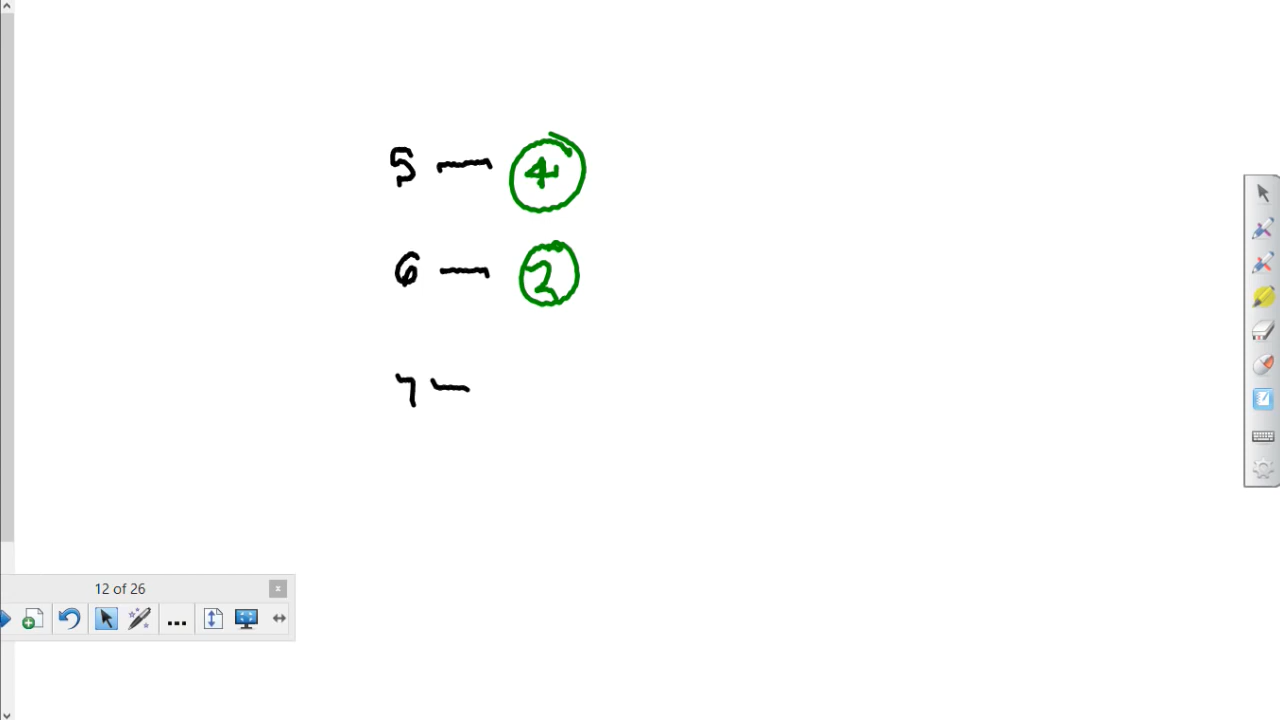 5 — 4
6 — 2
7 —
12 of 26